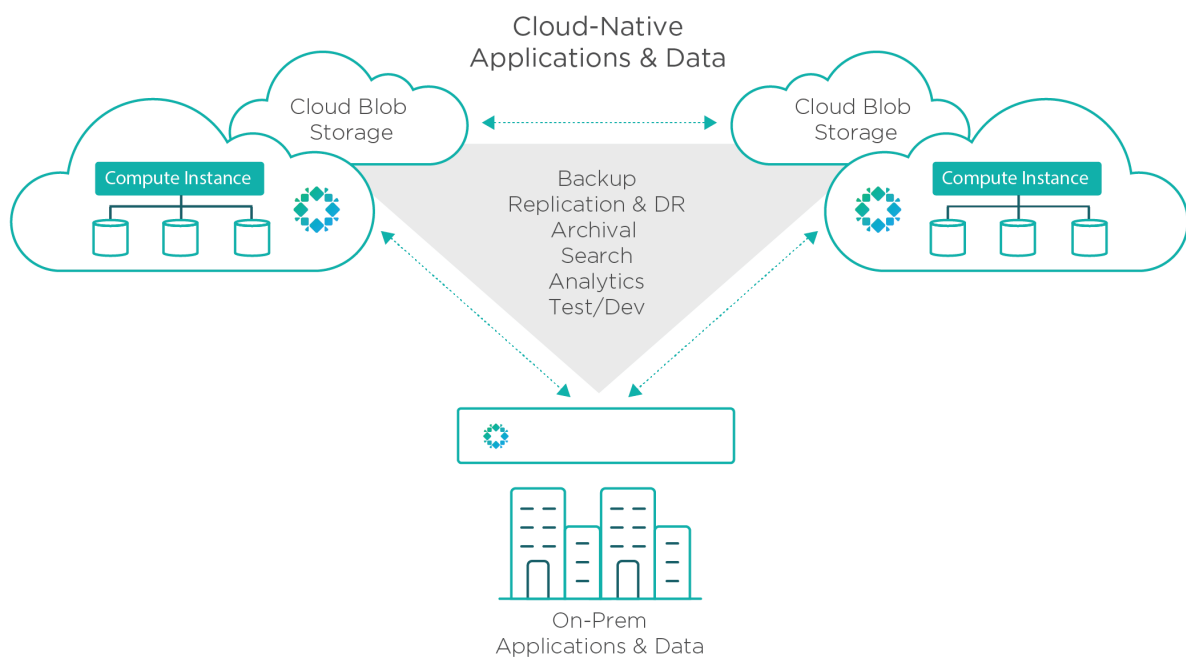 Cloud-Native
Applications & Data
Cloud Blob
Storage
Cloud Blob
Storage
Compute Instance
Compute Instance
Backup
Replication & DR
Archival
Search
Analytics
Test/Dev
On-Prem
Applications & Data